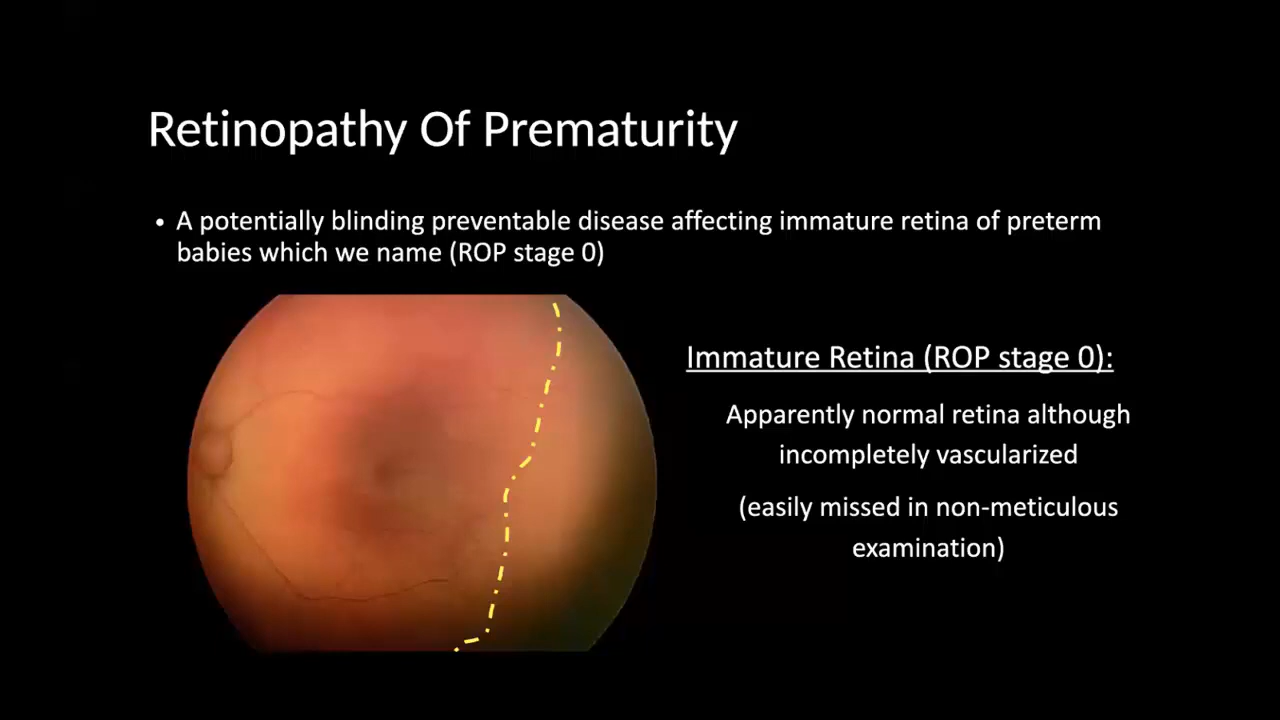 Retinopathy Of Prematurity
• A potentially blinding preventable disease affecting immature retina of preterm
babies which we name (ROP stage 0)
Immature Retina (ROP stage 0):
Apparently normal retina although
incompletely vascularized
(easily missed in non-meticulous
examination)